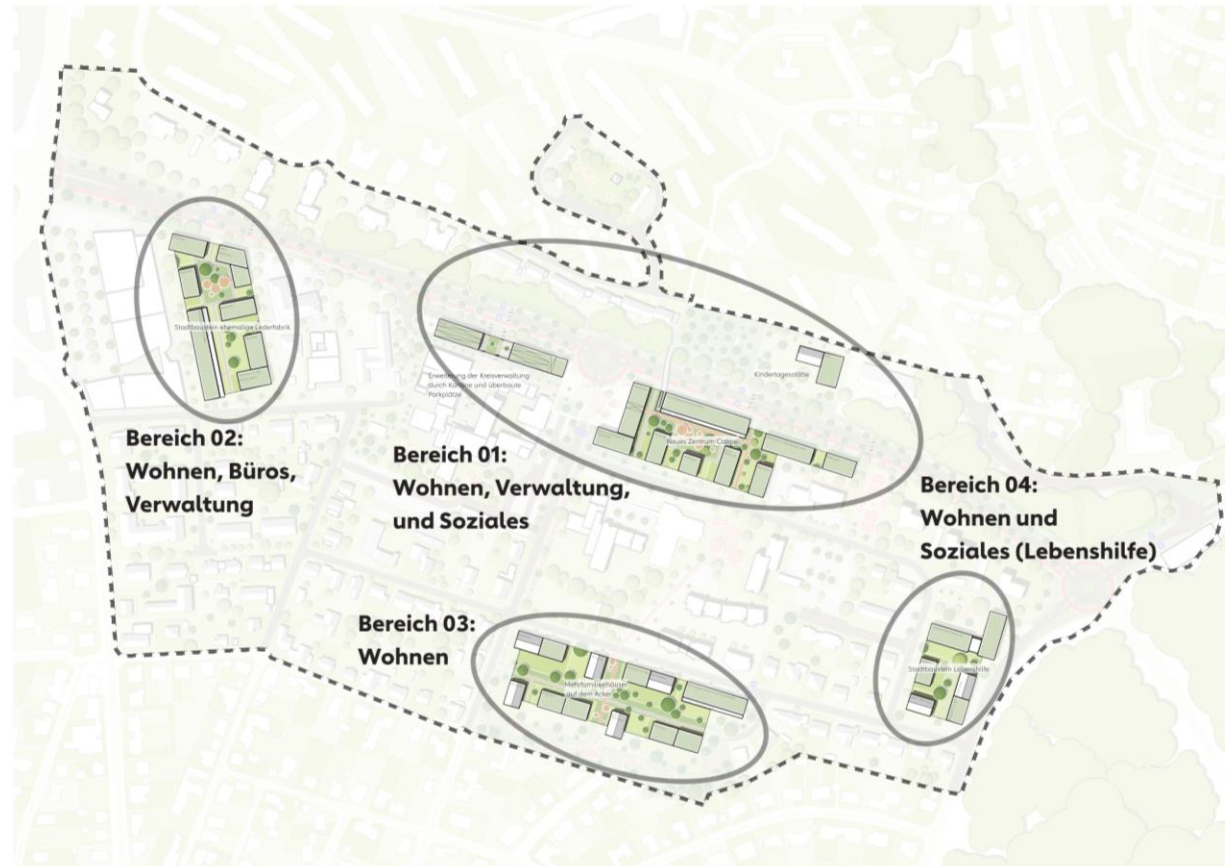 Stadtbaustein ehemalige Lederfabrik
Bereich 02:
Wohnen, Büros,
Verwaltung
Erweiterung der Kreisverwaltung
durch Kantine und überbaute
Parkplätze
Kindertagesstätte
Neues Zentrum Cappel
Bereich 01:
Wohnen, Verwaltung,
und Soziales
Bereich 04:
Wohnen und
Soziales (Lebenshilfe)
Stadtbaustein Lebenshilfe
Bereich 03:
Wohnen
Mehrfamilienhäuser
auf dem Acker